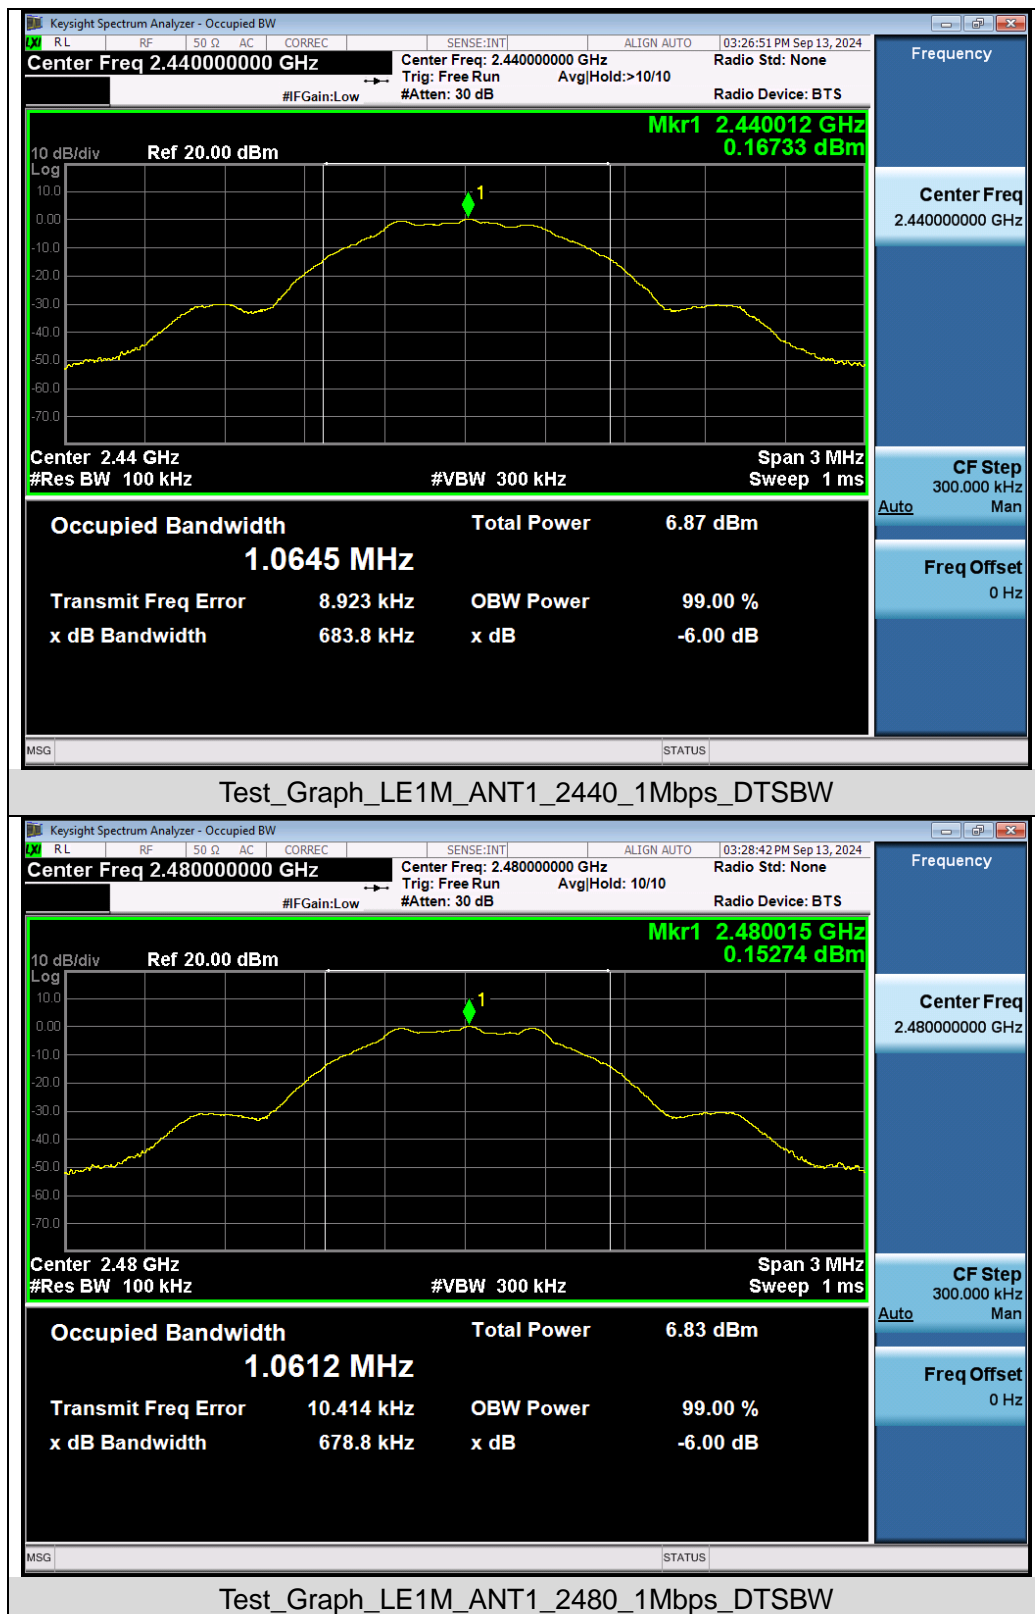 Keysight Spectrum Analyzer - Occupied BW
LXI RL RF 50 Ω AC CORREC SENSE:INT ALIGN AUTO 03:26:51 PM Sep 13, 2024
Center Freq 2.440000000 GHz Center Freq: 2.440000000 GHz Radio Std: None
Trig: Free Run Avg|Hold:>10/10
#IFGain:Low #Atten: 30 dB Radio Device: BTS
Frequency
Mkr1 2.440012 GHz
0.16733 dBm
10 dB/div Ref 20.00 dBm
Log
10.0
0.00
-10.0
-20.0
-30.0
-40.0
-50.0
-60.0
-70.0
1
Center Freq
2.440000000 GHz
Center 2.44 GHz Span 3 MHz
#Res BW 100 kHz #VBW 300 kHz Sweep 1 ms
CF Step
300.000 kHz
Auto Man
Occupied Bandwidth Total Power 6.87 dBm
1.0645 MHz
Freq Offset
0 Hz
Transmit Freq Error 8.923 kHz OBW Power 99.00 %
x dB Bandwidth 683.8 kHz x dB -6.00 dB
MSG STATUS
Test_Graph_LE1M_ANT1_2440_1Mbps_DTSBW
Keysight Spectrum Analyzer - Occupied BW
LXI RL RF 50 Ω AC CORREC SENSE:INT ALIGN AUTO 03:28:42 PM Sep 13, 2024
Center Freq 2.480000000 GHz Center Freq: 2.480000000 GHz Radio Std: None
Trig: Free Run Avg|Hold: 10/10
#IFGain:Low #Atten: 30 dB Radio Device: BTS
Frequency
Mkr1 2.480015 GHz
0.15274 dBm
10 dB/div Ref 20.00 dBm
Log
10.0
0.00
-10.0
-20.0
-30.0
-40.0
-50.0
-60.0
-70.0
1
Center Freq
2.480000000 GHz
Center 2.48 GHz Span 3 MHz
#Res BW 100 kHz #VBW 300 kHz Sweep 1 ms
CF Step
300.000 kHz
Auto Man
Occupied Bandwidth Total Power 6.83 dBm
1.0612 MHz
Freq Offset
0 Hz
Transmit Freq Error 10.414 kHz OBW Power 99.00 %
x dB Bandwidth 678.8 kHz x dB -6.00 dB
MSG STATUS
Test_Graph_LE1M_ANT1_2480_1Mbps_DTSBW